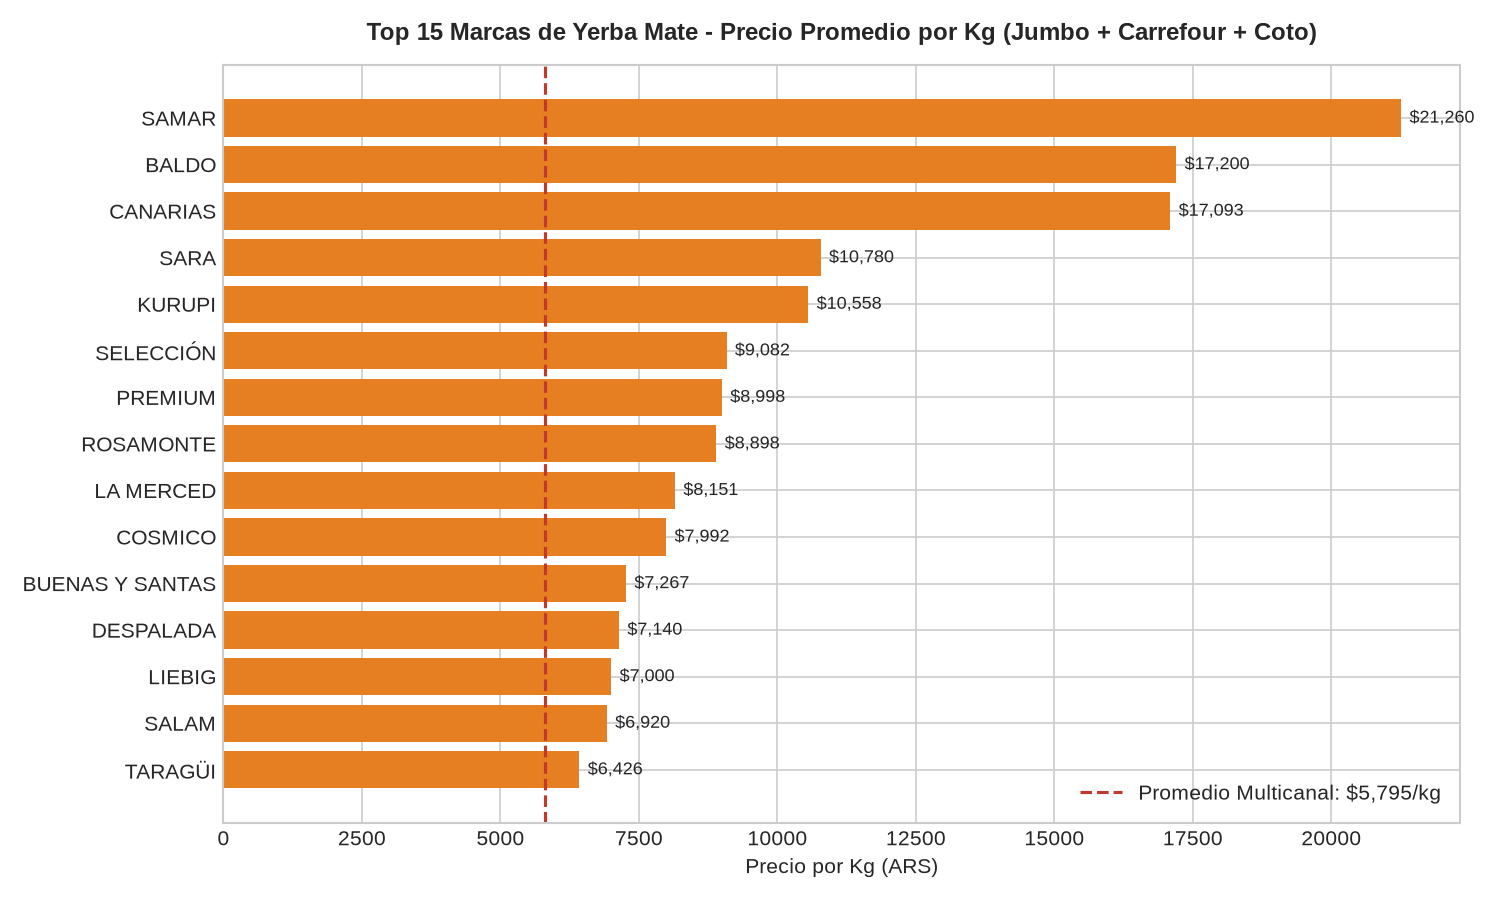 Top 15 Marcas de Yerba Mate - Precio Promedio por Kg (Jumbo + Carrefour + Coto)
SAMAR $21,260
BALDO $17,200
CANARIAS $17,093
SARA $10,780
KURUPI $10,558
SELECCIÓN $9,082
PREMIUM $8,998
ROSAMONTE $8,898
LA MERCED $8,151
COSMICO $7,992
BUENAS Y SANTAS $7,267
DESPALADA $7,140
LIEBIG $7,000
SALAM $6,920
TARAGÜI $6,426
Promedio Multicanal: $5,795/kg
0 2500 5000 7500 10000 12500 15000 17500 20000
Precio por Kg (ARS)